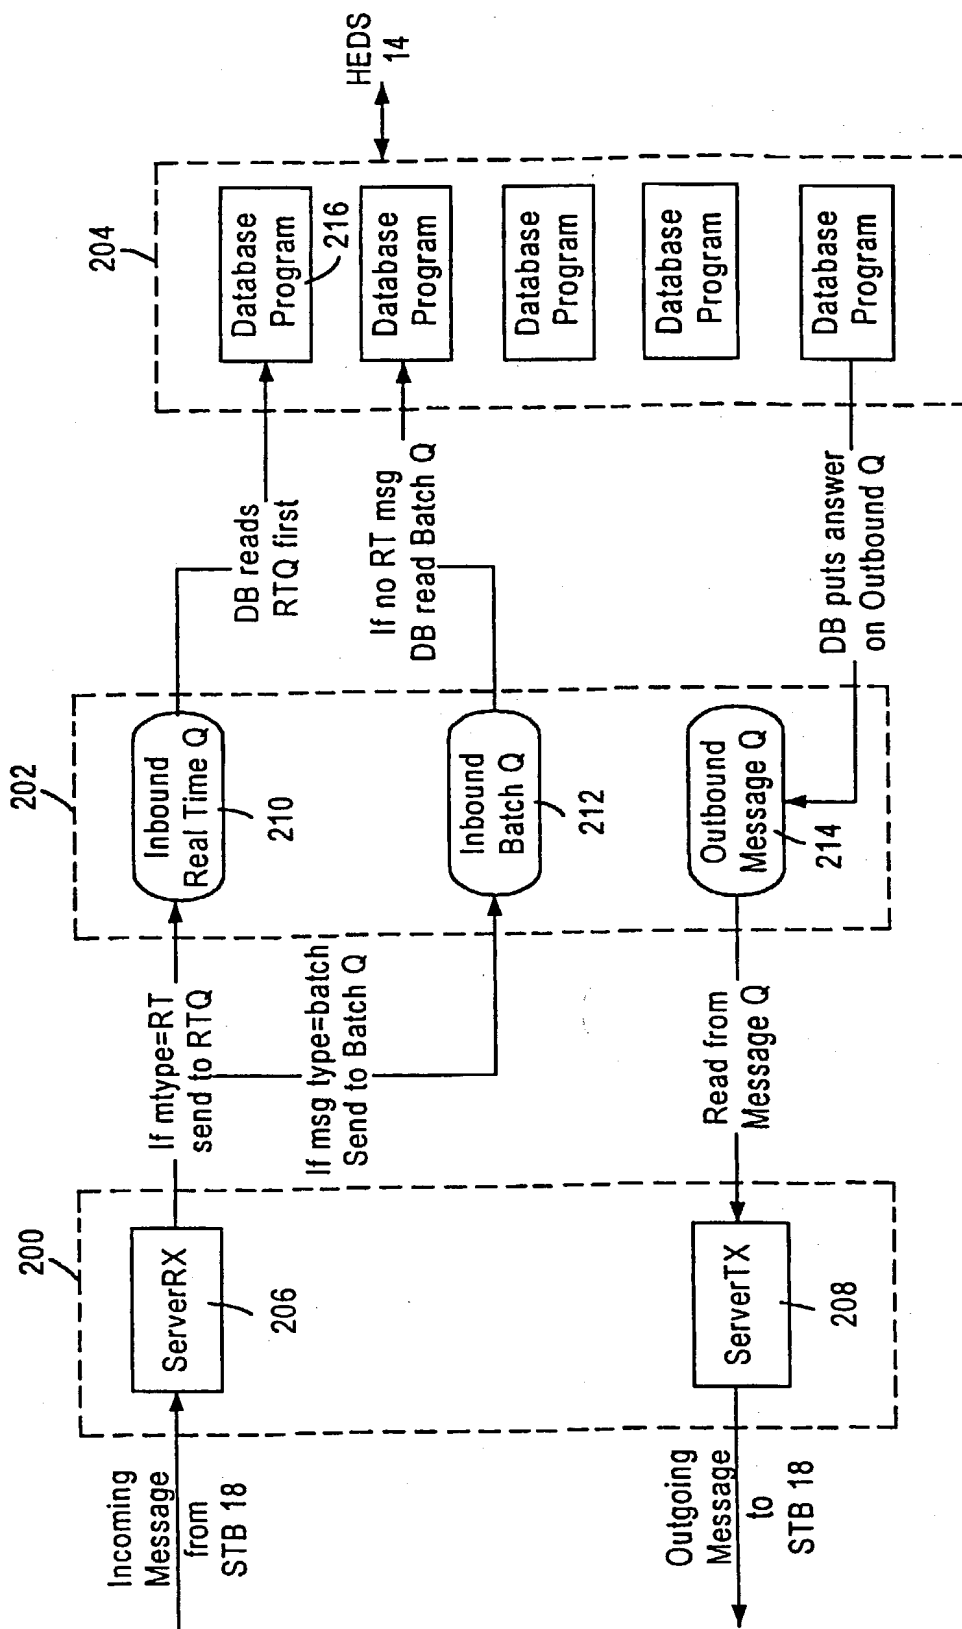 Incoming
Message
from
STB 18
200
ServerRX
206
If mtype=RT
send to RTQ
If msg type=batch
Send to Batch Q
202
Inbound
Real Time Q
210
Inbound
Batch Q
212
DB reads
RTQ first
If no RT msg
DB read Batch Q
204
Database
Program
216
Database
Program
Database
Program
Database
Program
Database
Program
HEDS
14
DB puts answer
on Outbound Q
Outbound
Message Q
214
Read from
Message Q
ServerTX
208
Outgoing
Message
to
STB 18